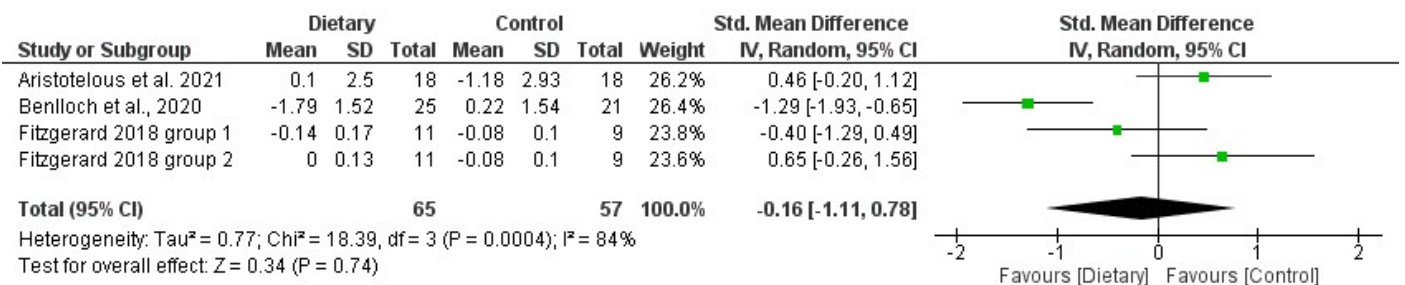 Dietary Control Std. Mean Difference Std. Mean Difference
Study or Subgroup Mean SD Total Mean SD Total Weight IV, Random, 95% CI IV, Random, 95% CI
Aristotelous et al. 2021 0.1 2.5 18 -1.18 2.93 18 26.2% 0.46 [-0.20, 1.12]
Benlloch et al., 2020 -1.79 1.52 25 0.22 1.54 21 26.4% -1.29 [-1.93, -0.65]
Fitzgerard 2018 group 1 -0.14 0.17 11 -0.08 0.1 9 23.8% -0.40 [-1.29, 0.49]
Fitzgerard 2018 group 2 0 0.13 11 -0.08 0.1 9 23.6% 0.65 [-0.26, 1.56]
Total (95% CI) 65 57 100.0% -0.16 [-1.11, 0.78]
Heterogeneity: Tau² = 0.77; Chi² = 18.39, df = 3 (P = 0.0004); I² = 84%
Test for overall effect: Z = 0.34 (P = 0.74)
-2 -1 0 1 2
Favours [Dietary] Favours [Control]